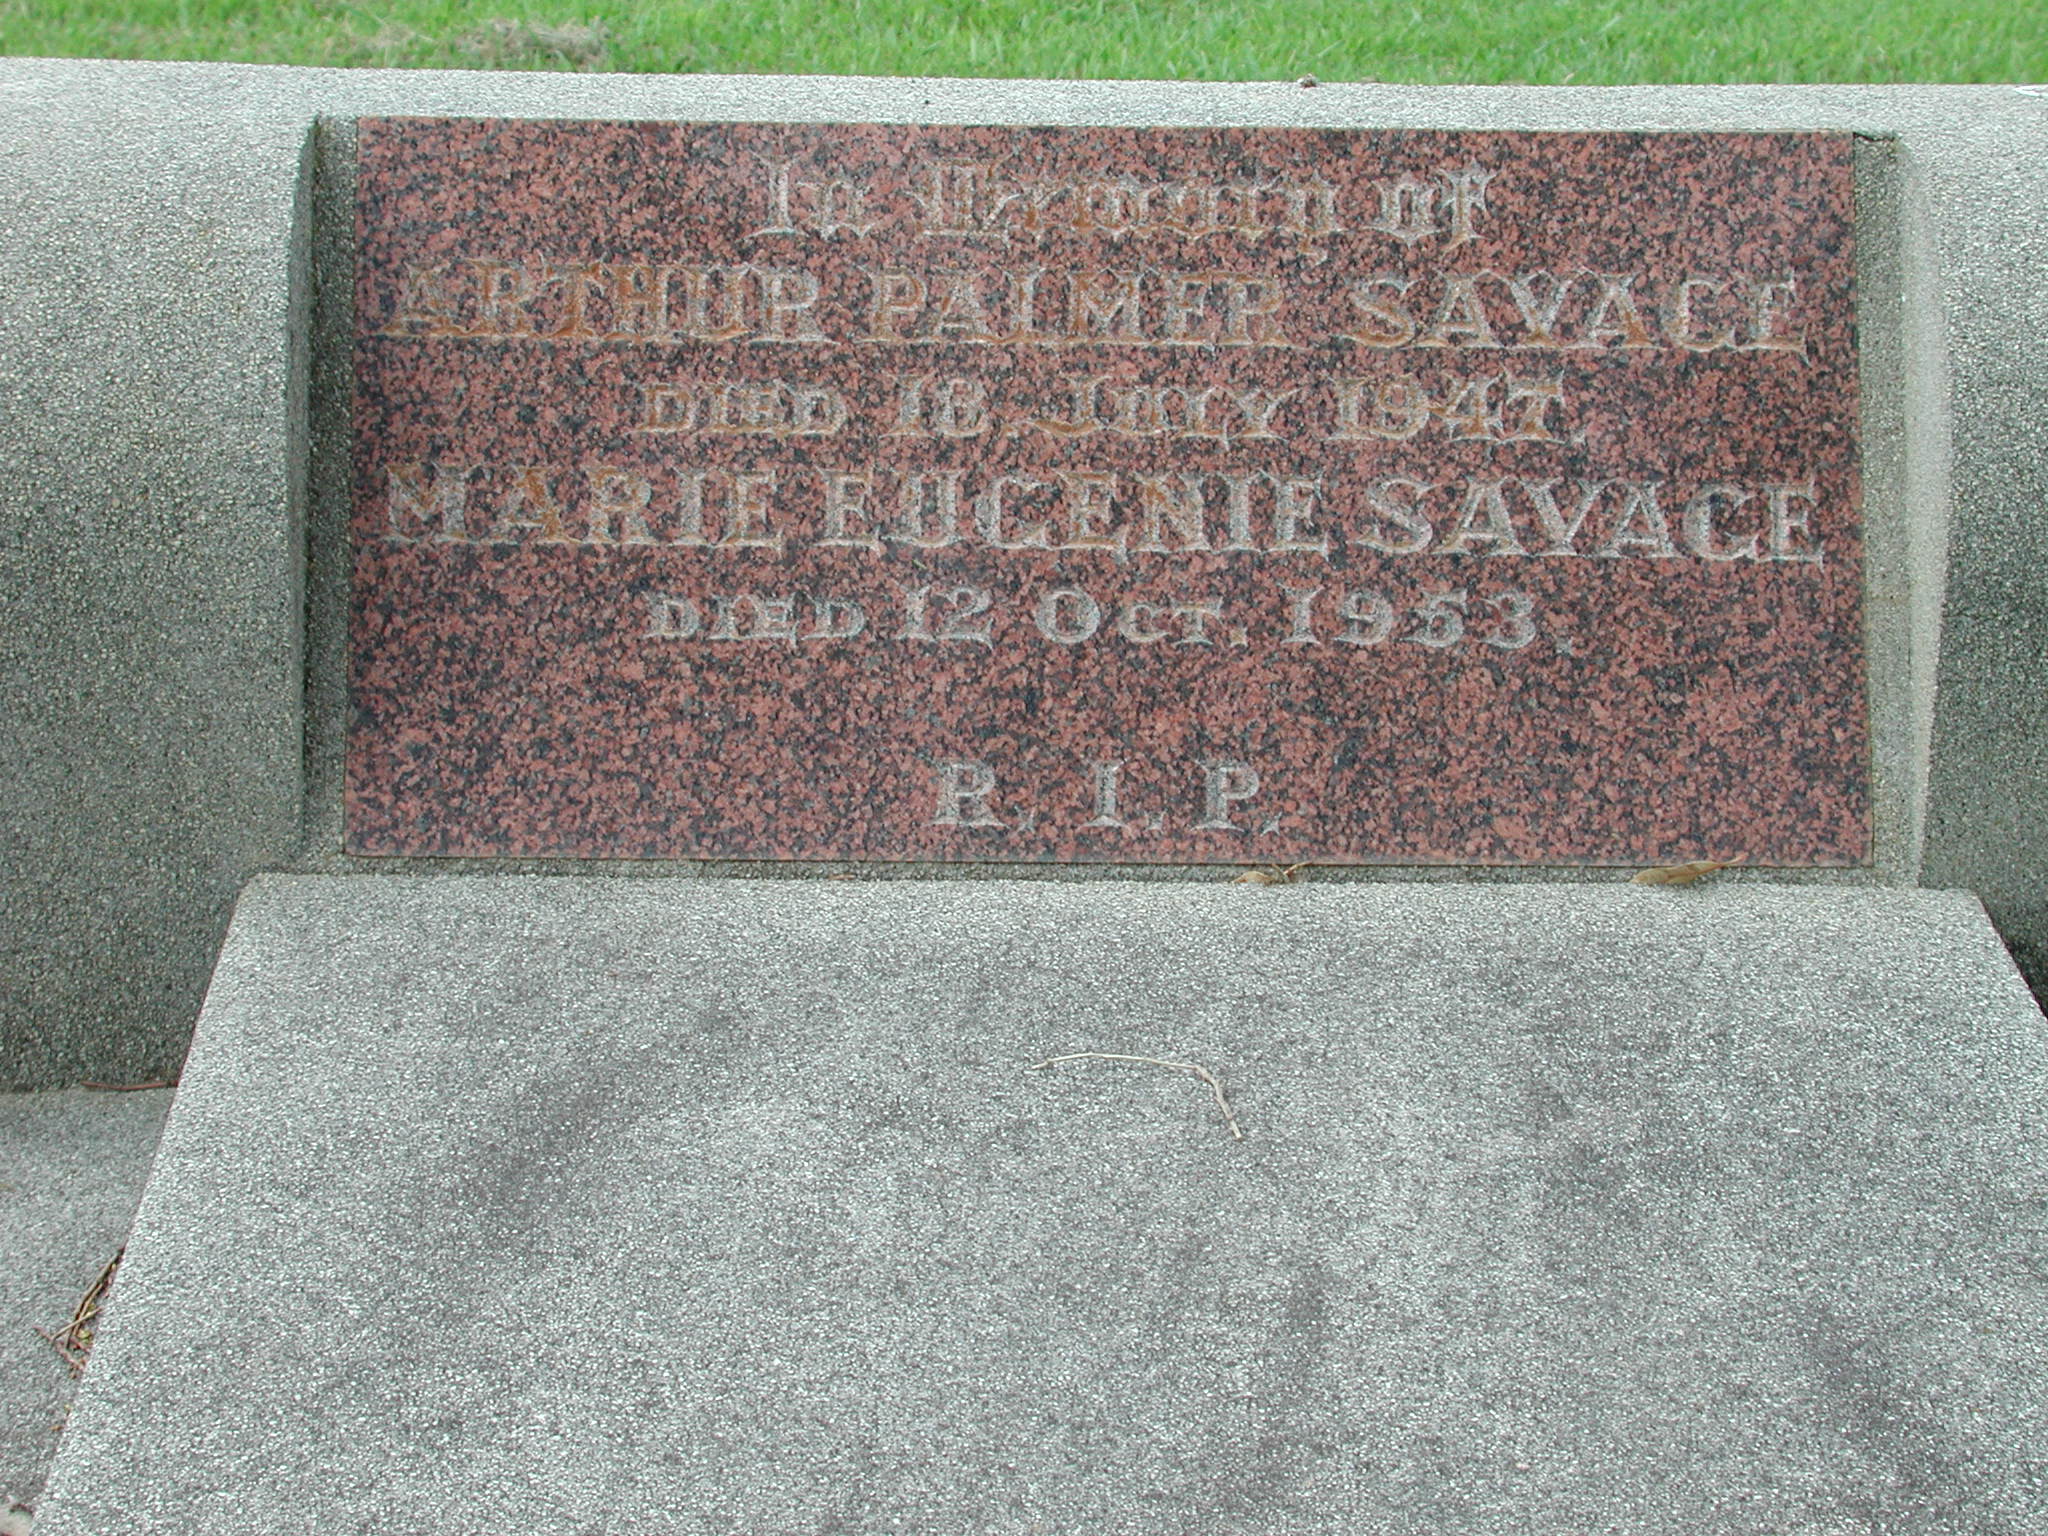 In Memory of
ARTHUR PALMER SAVAGE
DIED 18 JULY 1947.
MARIE EUGENIE SAVAGE
DIED 12 OCT. 1953.
R. I. P.